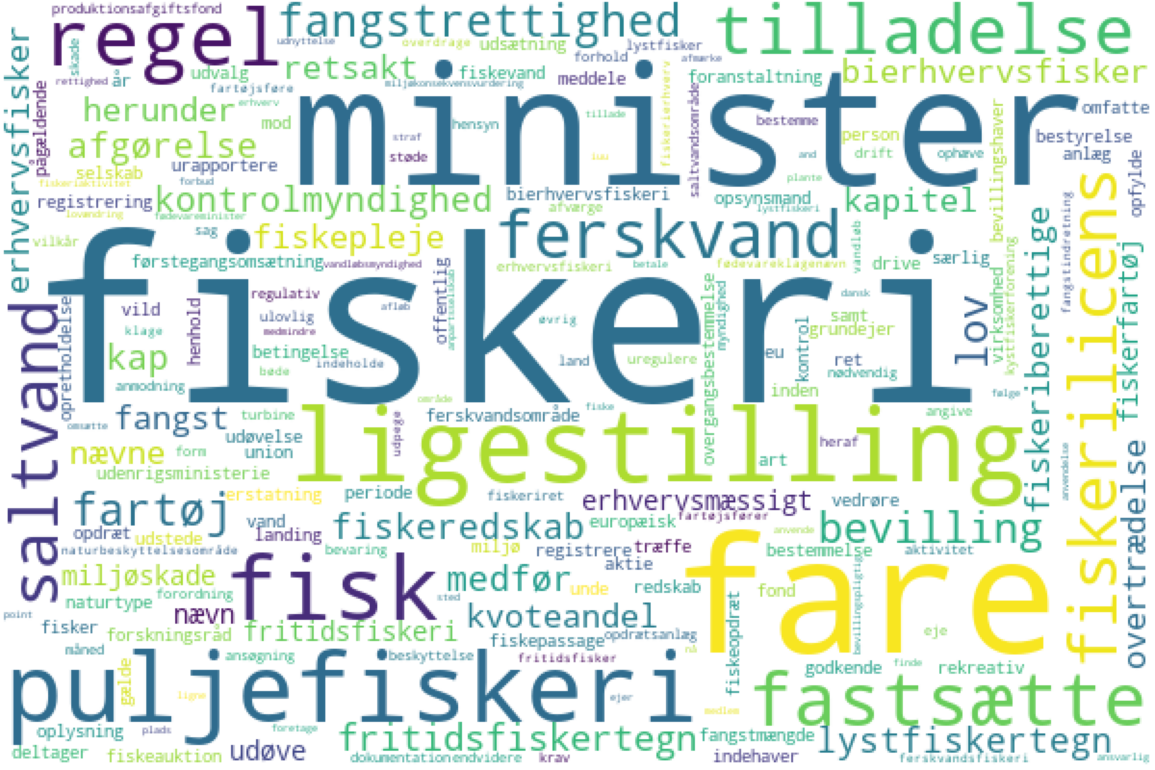 produktionsafgiftsfond
regel
fangstrettighed
tilladelse
udnyttelse
overdrage
udsætning
lystfisker
afmærke
skade
forhold
erhvervsfisker
rettighed
år
udvalg
retsakt
fiskevand
meddele
foranstaltning
bierhvervsfisker
fartøjsføre
miljøkonsekvensvurdering
pågældende
herunder
erhverv
minister
tillade
fiskerierhverv
saltvandsområde
bestemme
omfatte
mod
hensyn
straf
person
bestyrelse
bevillingshaver
afgørelse
støde
and
drift
ophæve
anlæg
opfylde
selskab
urapportere
iuu
plante
fiskeriaktivitet
forbud
registrering
kontrolmyndighed
bierhvervsfiskeri
opsynsmand
kapitel
fiskerilicens
lovændring
fødevareminister
afværge
lystfiskeri
fangstindretning
vilkår
sag
fiskepleje
ferskvand
vandløb
fiskeriberettige
førstegangsomsætning
vandløbsmyndighed
offentlig
erhvervsfiskeri
betale
fødevareklagenævn
drive
særlig
fiskerfartøj
fiskeri
saltvand
opretholdelse
vild
henhold
regulativ
ulovlig
afløb
anpartsselskab
dansk
lov
virksomhed
kystfiskerforening
klage
medmindre
øvrig
overgangsbestemmelse
myndighed
samt
grundejer
kap
betingelse
indeholde
land
uregulere
eu
kontrol
ret
nødvendig
anmodning
bøde
inden
følge
område
fiske
omsætte
fangst
turbine
ligestilling
ferskvandsområde
angive
udpege
udøvelse
heraf
nævne
form
union
udenrigsministerie
art
anvendelse
overtrædelse
fartøj
erstatning
periode
fiskeriret
erhvervsmæssigt
vedrøre
opdræt
udstede
vand
landing
fiskeredskab
europæisk
fartøjsfører
anvende
bevilling
naturbeskyttelsesområde
bevaring
miljø
registrere
træffe
fare
bestemmelse
aktivitet
miljøskade
forordning
fisk
medfør
aktie
unde
redskab
fond
bevillingspligtig
naturtype
sted
point
nævn
kvoteandel
fisker
forskningsråd
fritidsfiskeri
fiskepassage
opdrætsanlæg
eje
måned
ansøgning
beskyttelse
fritidsfisker
nå
fiskeopdræt
godkende
finde
rekreativ
puljefiskeri
gælde
ligne
ejer
medlem
fastsætte
oplysning
plads
foretage
fritidsfiskertegn
fangstmængde
lystfiskertegn
deltager
fiskeauktion
udøve
dokumentation
endvidere
krav
indehaver
ferskvandsfiskeri
ansvarlig